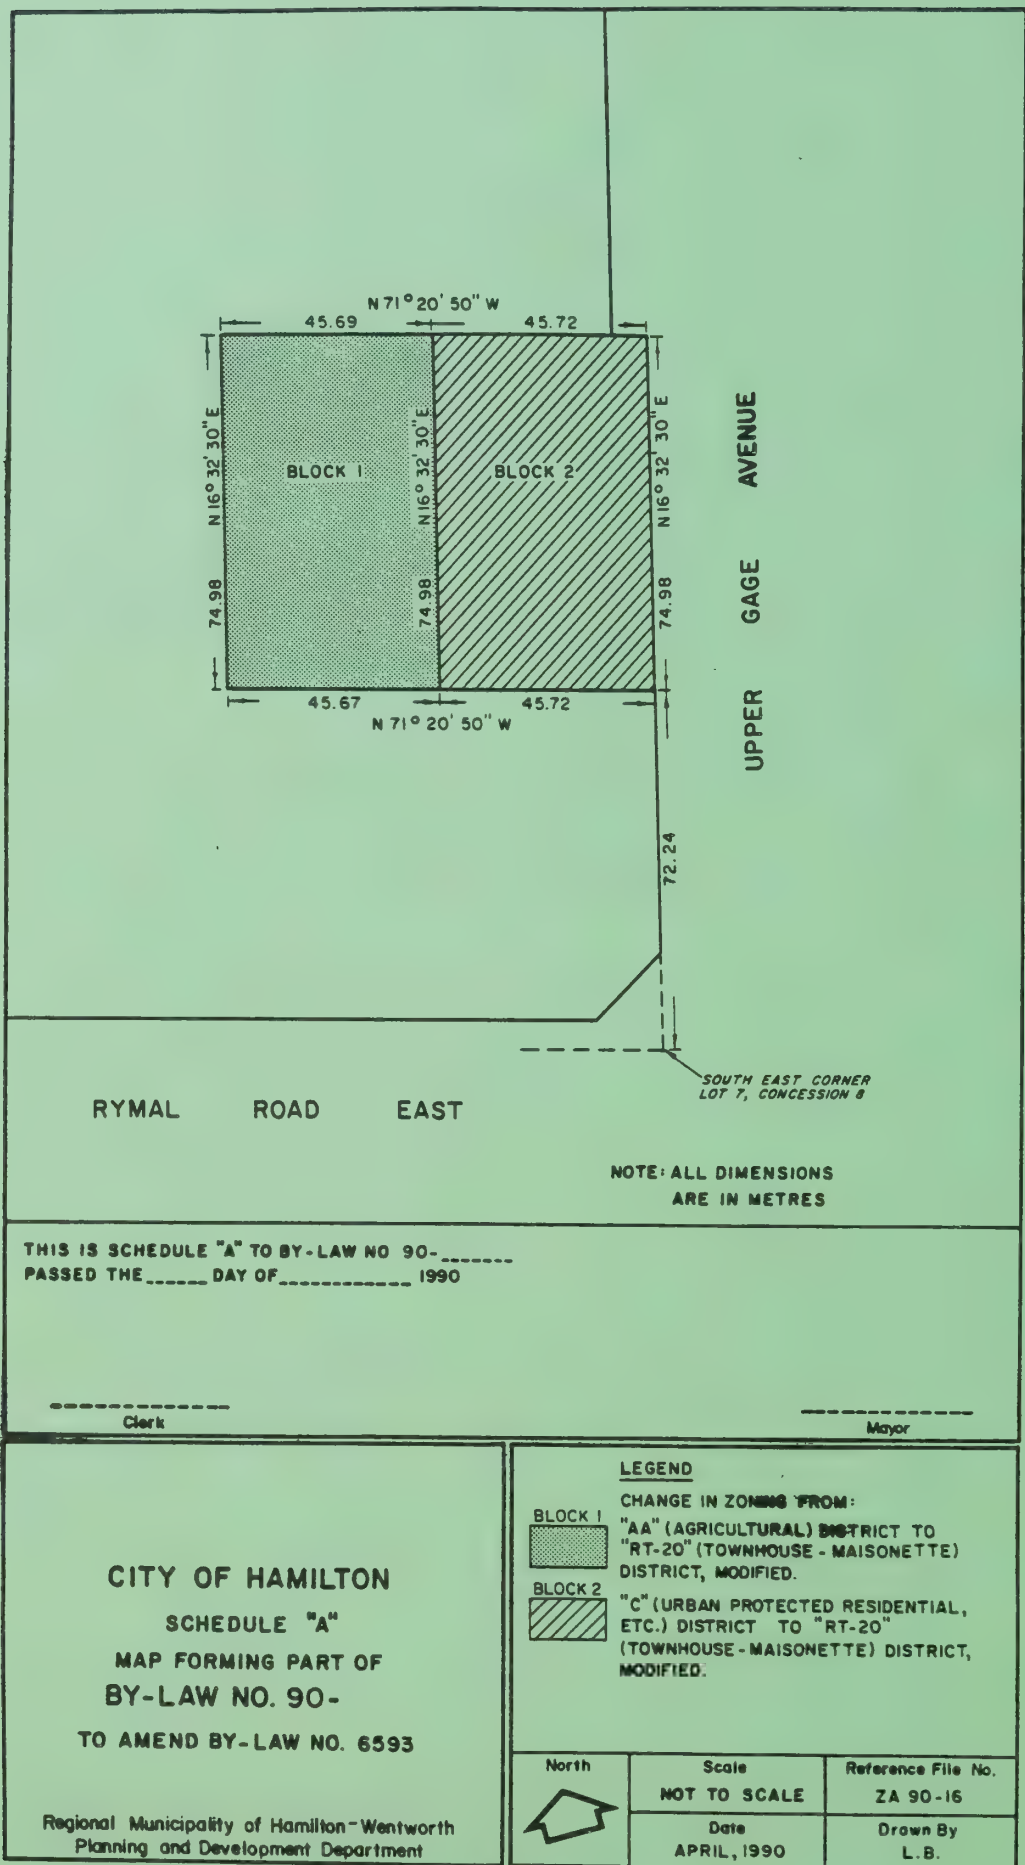 N 71° 20' 50" W
45.69
45.72
N16° 32' 30" E
N16° 32' 30" E
N16° 32' 30" E
BLOCK 1
BLOCK 2
74.98
74.98
74.98
45.67
45.72
N 71° 20' 50" W
UPPER GAGE AVENUE
72.24
SOUTH EAST CORNER
LOT 7, CONCESSION 8
RYMAL ROAD EAST
NOTE: ALL DIMENSIONS
ARE IN METRES
THIS IS SCHEDULE "A" TO BY-LAW NO 90-_______
PASSED THE______ DAY OF____________ 1990
Clerk
Mayor
CITY OF HAMILTON
SCHEDULE "A"
MAP FORMING PART OF
BY-LAW NO. 90-
TO AMEND BY-LAW NO. 6593
Regional Municipality of Hamilton-Wentworth
Planning and Development Department
LEGEND
CHANGE IN ZONING FROM:
BLOCK 1
"AA" (AGRICULTURAL) DISTRICT TO
"RT-20" (TOWNHOUSE - MAISONETTE)
DISTRICT, MODIFIED.
BLOCK 2
"C" (URBAN PROTECTED RESIDENTIAL,
ETC.) DISTRICT TO "RT-20"
(TOWNHOUSE-MAISONETTE) DISTRICT,
MODIFIED.
North
Scale
NOT TO SCALE
Reference File No.
ZA 90-16
Date
APRIL, 1990
Drawn By
L.B.